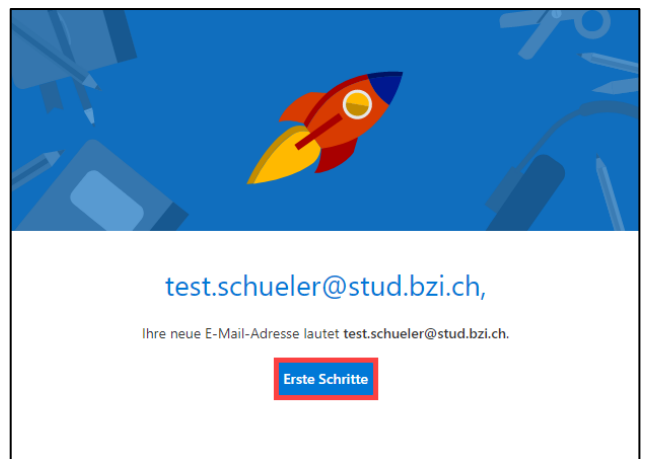 test.schueler@stud.bzi.ch,
Ihre neue E-Mail-Adresse lautet test.schueler@stud.bzi.ch.
Erste Schritte